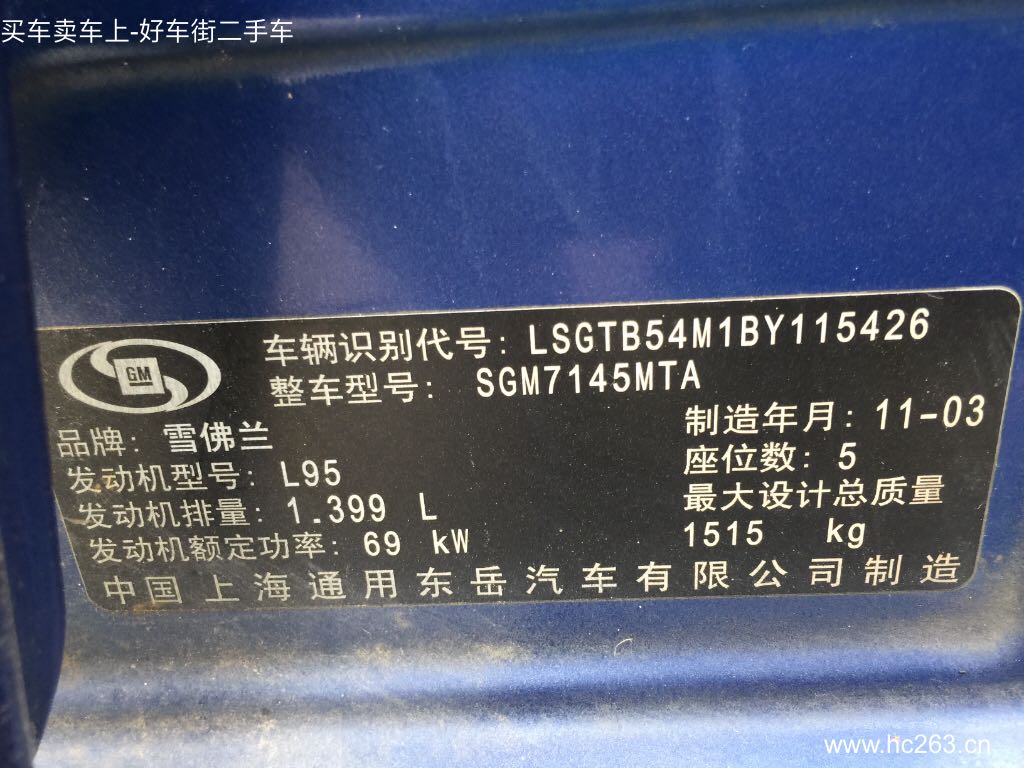 买车卖车上-好车街二手车
GM
车辆识别代号: LSGTB54M1BY115426
整车型号: SGM7145MTA
品牌: 雪佛兰
制造年月: 11-03
发动机型号: L95
座位数: 5
发动机排量: 1.399 L
最大设计总质量
发动机额定功率: 69 kW
1515 kg
中国上海通用东岳汽车有限公司制造
www.hc263.cn